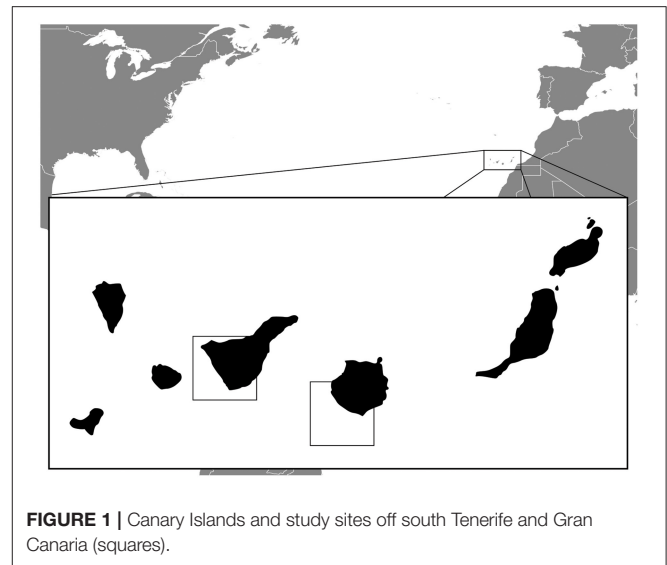 FIGURE 1 | Canary Islands and study sites off south Tenerife and Gran
Canaria (squares).